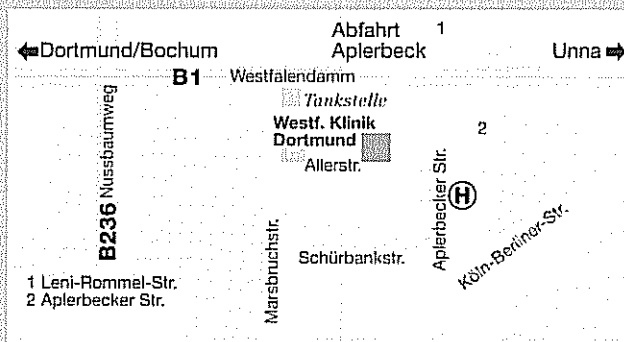 Abfahrt 1
Dortmund/Bochum Aplerbeck Unna
B1 Westfalendamm
Tankstelle
Westf. Klinik
Dortmund
2
Allerstr.
B236 Nussbaumweg
Aplerbecker Str.
H
Köln-Berliner-Str.
Marsbruchstr.
Schürbankstr.
1 Leni-Rommel-Str.
2 Aplerbecker Str.